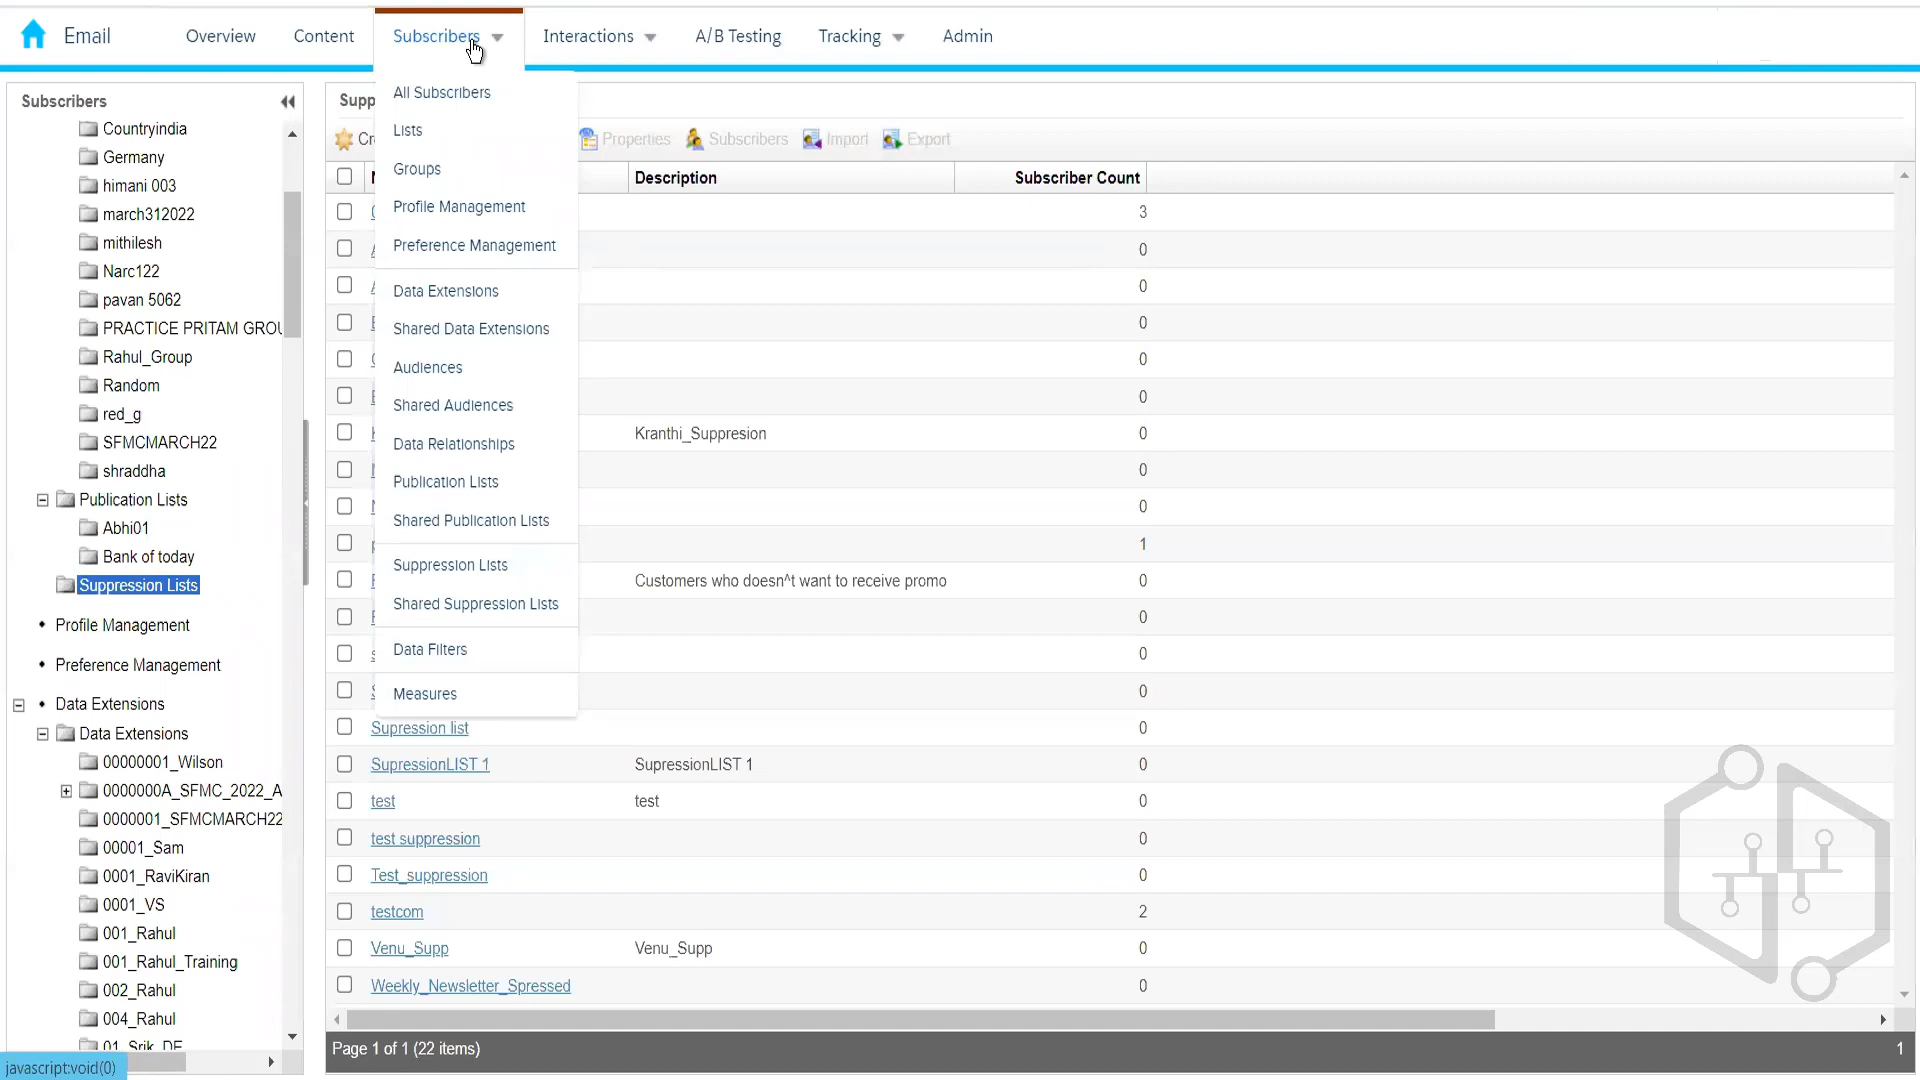 Email
Overview
Content
Subscribers
Interactions
A/B Testing
Tracking
Admin
Subscribers
Countryindia
Germany
himani 003
march312022
mithilesh
Narc122
pavan 5062
PRACTICE PRITAM GROU
Rahul_Group
Random
red_g
SFMCMARCH22
shraddha
Publication Lists
Abhi01
Bank of today
Suppression Lists
Profile Management
Preference Management
Data Extensions
Data Extensions
00000001_Wilson
0000000A_SFMC_2022_A
0000001_SFMCMARCH22
00001_Sam
0001_RaviKiran
0001_VS
001_Rahul
001_Rahul_Training
002_Rahul
004_Rahul
01_Srik_DE
javascript:void(0)
All Subscribers
Lists
Groups
Profile Management
Preference Management
Data Extensions
Shared Data Extensions
Audiences
Shared Audiences
Data Relationships
Publication Lists
Shared Publication Lists
Suppression Lists
Shared Suppression Lists
Data Filters
Measures
Supp
Cr
Properties
Subscribers
Import
Export
Description
Subscriber Count
3
0
0
0
0
0
Kranthi_Suppresion 0
0
0
1
Customers who doesn^t want to receive promo 0
0
0
0
Supression list 0
SupressionLIST 1 SupressionLIST 1 0
test test 0
test suppression 0
Test_suppression 0
testcom 2
Venu_Supp Venu_Supp 0
Weekly_Newsletter_Spressed 0
Page 1 of 1 (22 items)
1